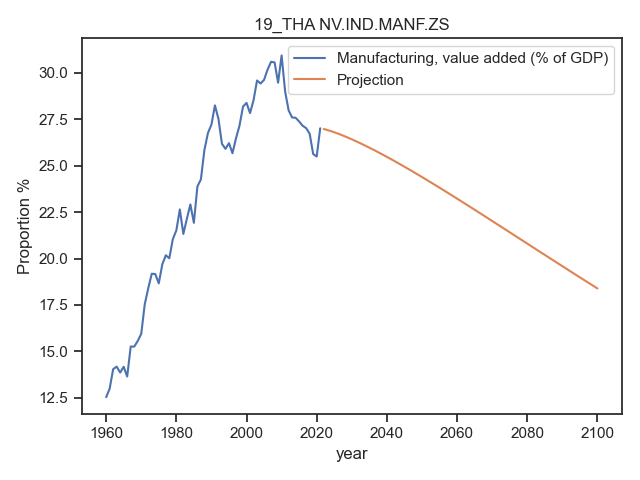 19_THA NV.IND.MANF.ZS
Manufacturing, value added (% of GDP)
Projection
Proportion %
30.0
27.5
25.0
22.5
20.0
17.5
15.0
12.5
1960 1980 2000 2020 2040 2060 2080 2100
year